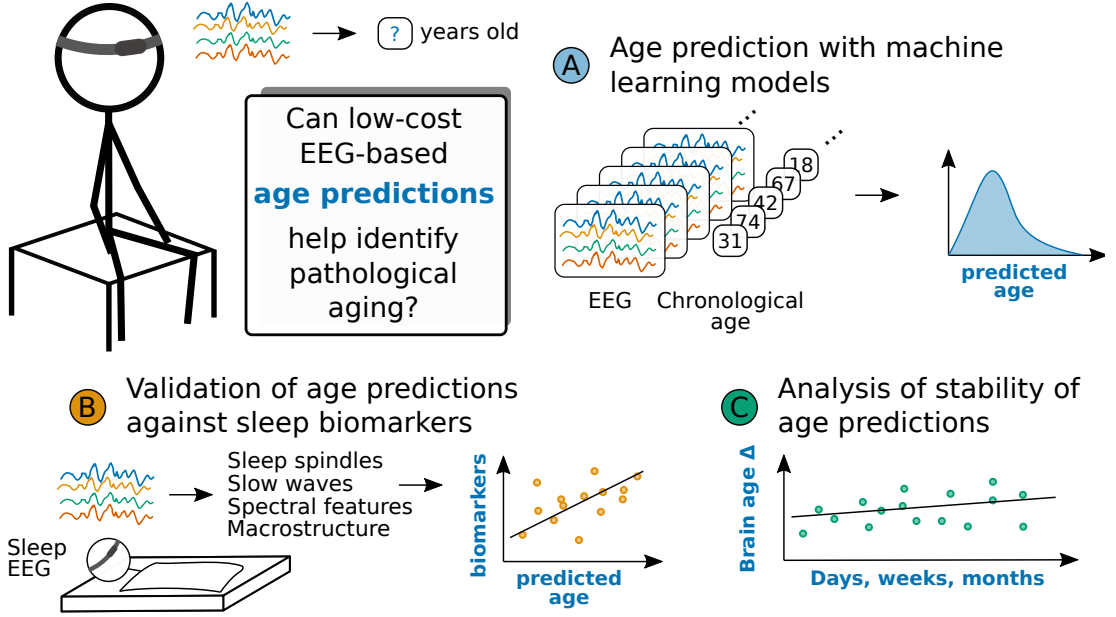 ? years old
Can low-cost
EEG-based
age predictions
help identify
pathological
aging?
A Age prediction with machine
learning models
18
67
42
74
31
EEG
Chronological
age
predicted
age
B Validation of age predictions
against sleep biomarkers
Sleep spindles
Slow waves
Spectral features
Macrostructure
Sleep
EEG
biomarkers
predicted
age
C Analysis of stability of
age predictions
Brain age Δ
Days, weeks, months